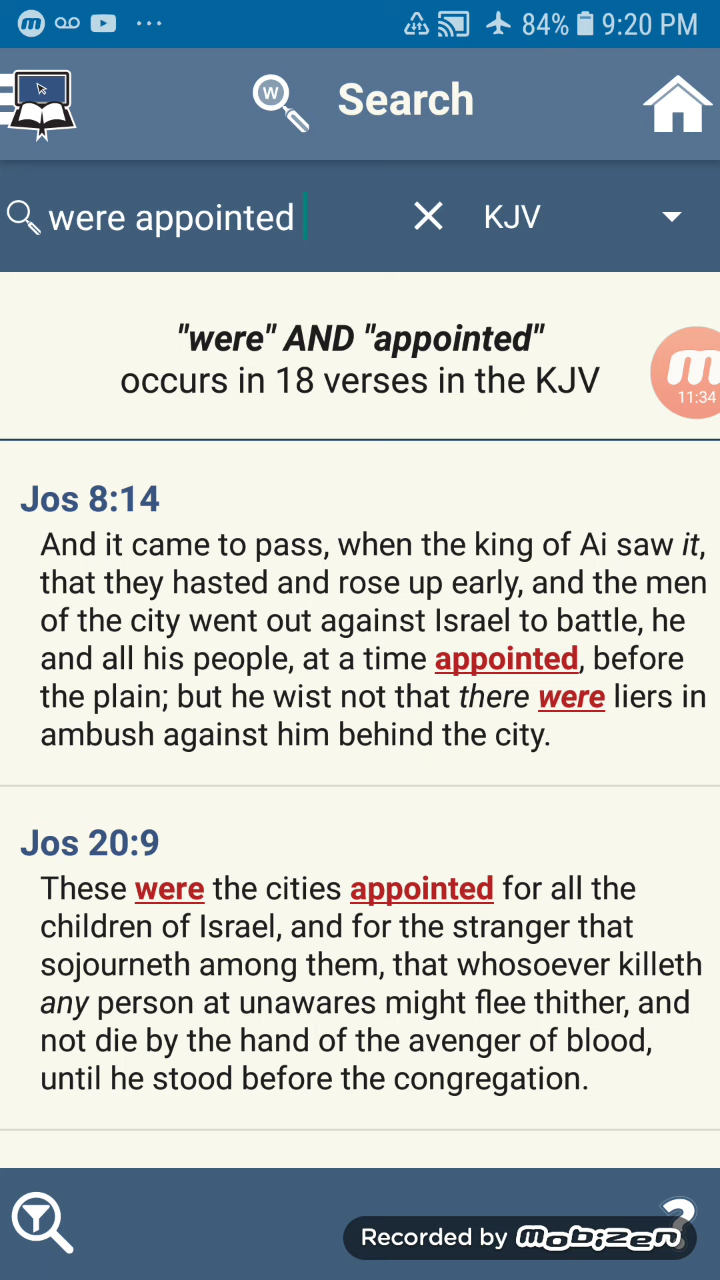 84% 9:20 PM
W Search
were appointed KJV
"were" AND "appointed"
occurs in 18 verses in the KJV
m
11:34
Jos 8:14
And it came to pass, when the king of Ai saw it,
that they hasted and rose up early, and the men
of the city went out against Israel to battle, he
and all his people, at a time appointed, before
the plain; but he wist not that there were liers in
ambush against him behind the city.
Jos 20:9
These were the cities appointed for all the
children of Israel, and for the stranger that
sojourneth among them, that whosoever killeth
any person at unawares might flee thither, and
not die by the hand of the avenger of blood,
until he stood before the congregation.
?
Recorded by mobizen